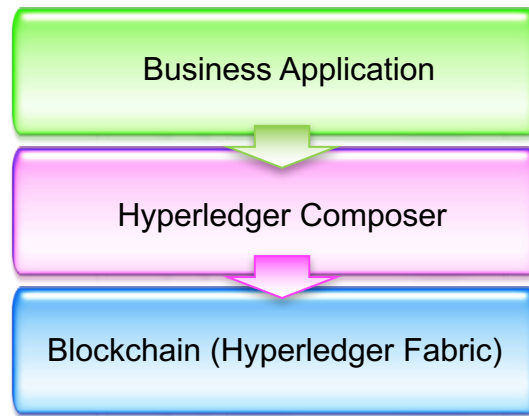 Business Application
Hyperledger Composer
Blockchain (Hyperledger Fabric)